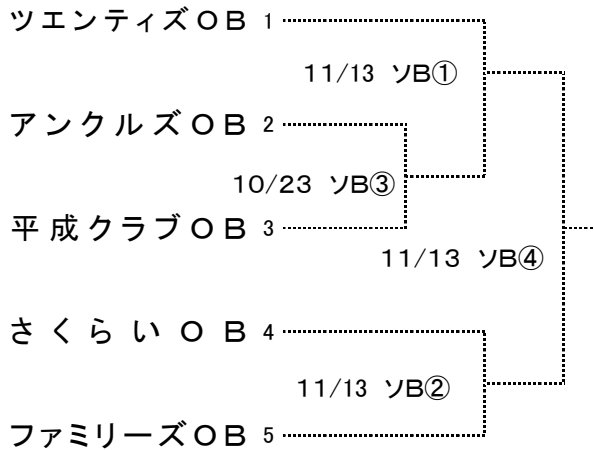 ツエンティズＯＢ 1
11/13 ソB①
アンクルズＯＢ 2
10/23 ソB③
平成クラブＯＢ 3
11/13 ソB④
さくらいＯＢ 4
11/13 ソB②
ファミリーズＯＢ 5